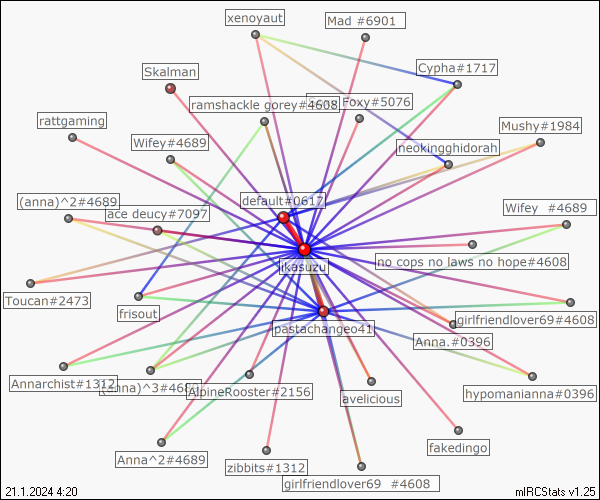 xenoyaut
Mad #6901
Cypha#1717
Skalman
ramshackle gorey#4608
Foxy#5076
rattgaming
Mushy#1984
Wifey#4689
neokingghidorah
default#0617
(anna)^2#4689
ace deucy#7097
Wifey #4689
jkasuzu
no cops no laws no hope#4608
Toucan#2473
frisout
pastachangeo41
girlfriendlover69#4608
Anna.#0396
Annarchist#1312
(anna)^3#4689
AlpineRooster#2156
avelicious
hypomanianna#0396
Anna^2#4689
zibbits#1312
fakedingo
girlfriendlover69 #4608
21.1.2024 4:20
mIRCStats v1.25